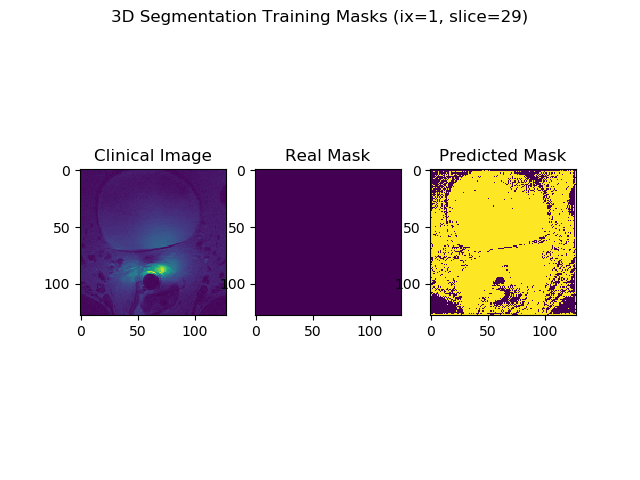 3D Segmentation Training Masks (ix=1, slice=29)
Clinical Image Real Mask Predicted Mask
0 0 0
50 50 50
100 100 100
0 50 100 0 50 100 0 50 100